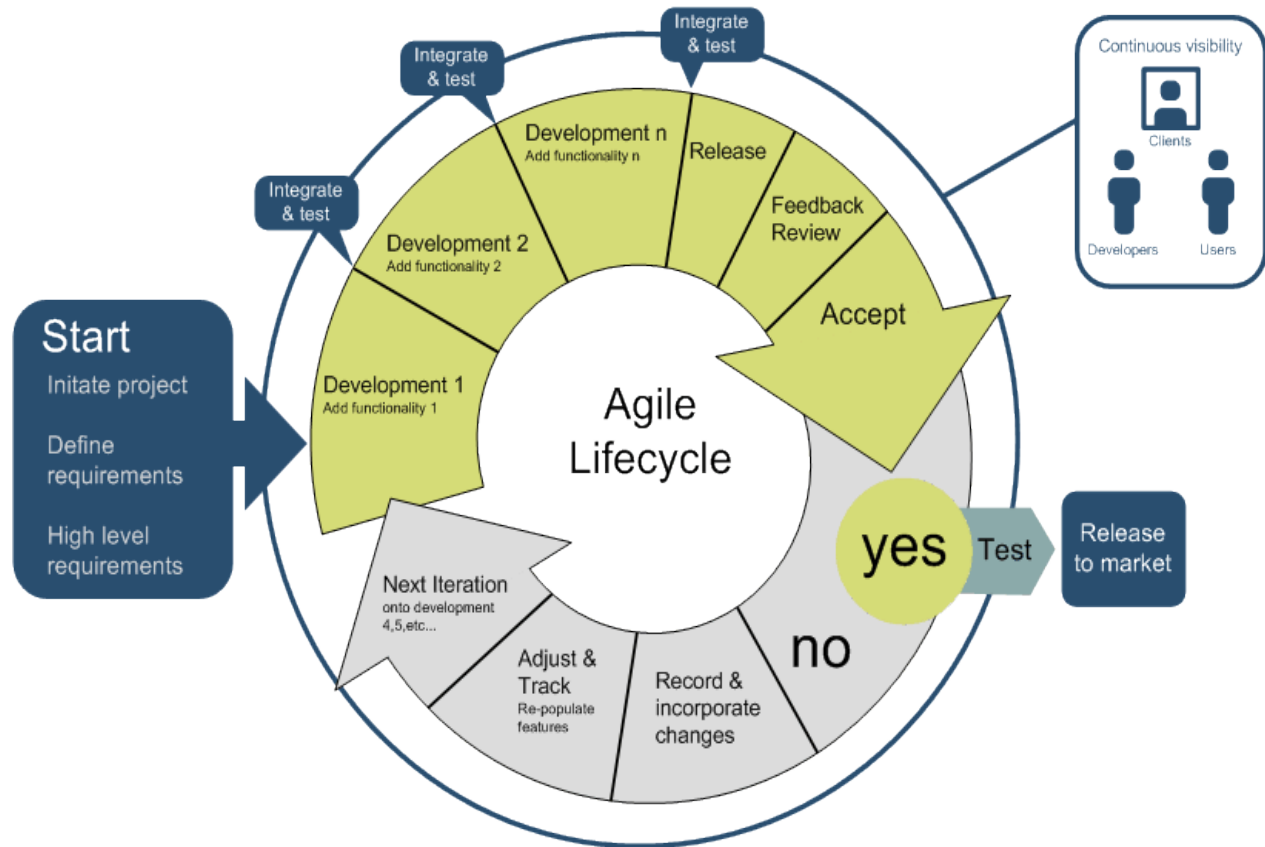 Start
Initate project
Define
requirements
High level
requirements
Development 1
Add functionality 1
Integrate
& test
Development 2
Add functionality 2
Integrate
& test
Development n
Add functionality n
Integrate
& test
Release
Feedback
Review
Accept
Agile
Lifecycle
yes
Test
Release
to market
no
Record &
incorporate
changes
Adjust &
Track
Re-populate
features
Next Iteration
onto development
4,5,etc...
Continuous visibility
Clients
Developers
Users